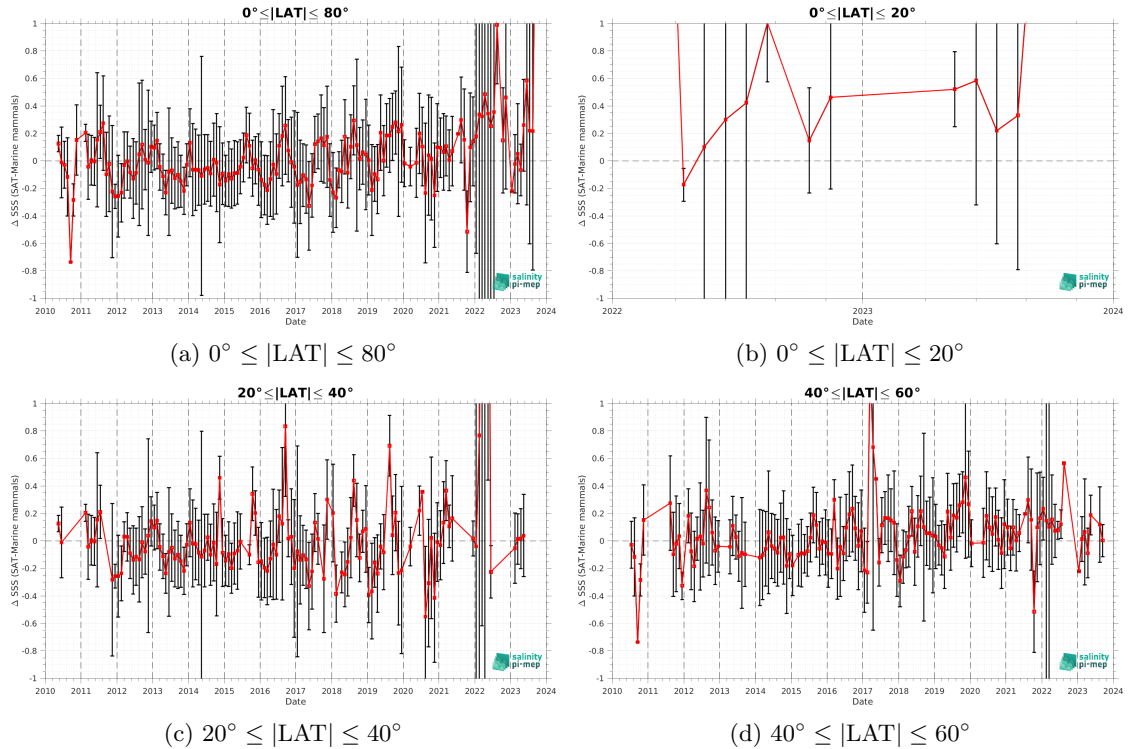 0°≤|LAT|≤ 80°
Δ SSS (SAT-Marine mammals)
1
0.8
0.6
0.4
0.2
0
-0.2
-0.4
-0.6
-0.8
-1
2010 2011 2012 2013 2014 2015 2016 2017 2018 2019 2020 2021 2022 2023 2024
Date
salinity
pi-mep
(a) 0° ≤ |LAT| ≤ 80°
0°≤|LAT|≤ 20°
Δ SSS (SAT-Marine mammals)
1
0.8
0.6
0.4
0.2
0
-0.2
-0.4
-0.6
-0.8
-1
2022 2023 2024
Date
salinity
pi-mep
(b) 0° ≤ |LAT| ≤ 20°
20°≤|LAT|≤ 40°
Δ SSS (SAT-Marine mammals)
1
0.8
0.6
0.4
0.2
0
-0.2
-0.4
-0.6
-0.8
-1
2010 2011 2012 2013 2014 2015 2016 2017 2018 2019 2020 2021 2022 2023 2024
Date
salinity
pi-mep
(c) 20° ≤ |LAT| ≤ 40°
40°≤|LAT|≤ 60°
Δ SSS (SAT-Marine mammals)
1
0.8
0.6
0.4
0.2
0
-0.2
-0.4
-0.6
-0.8
-1
2010 2011 2012 2013 2014 2015 2016 2017 2018 2019 2020 2021 2022 2023 2024
Date
salinity
pi-mep
(d) 40° ≤ |LAT| ≤ 60°